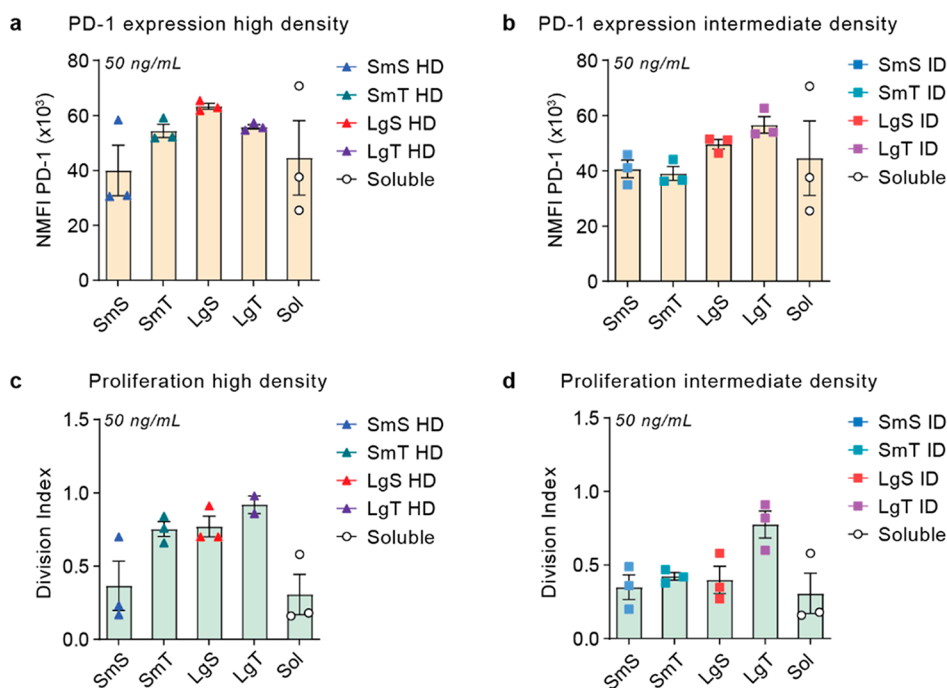 a PD-1 expression high density
NMFI PD-1 (x10³)
80
60
40
20
0
50 ng/mL
SmS HD
SmT HD
LgS HD
LgT HD
Soluble
SmS
SmT
LgS
LgT
Sol
b PD-1 expression intermediate density
NMFI PD-1 (x10³)
80
60
40
20
0
50 ng/mL
SmS ID
SmT ID
LgS ID
LgT ID
Soluble
SmS
SmT
LgS
LgT
Sol
c Proliferation high density
Division Index
1.5
1.0
0.5
0.0
50 ng/mL
SmS HD
SmT HD
LgS HD
LgT HD
Soluble
SmS
SmT
LgS
LgT
Sol
d Proliferation intermediate density
Division Index
1.5
1.0
0.5
0.0
50 ng/mL
SmS ID
SmT ID
LgS ID
LgT ID
Soluble
SmS
SmT
LgS
LgT
Sol